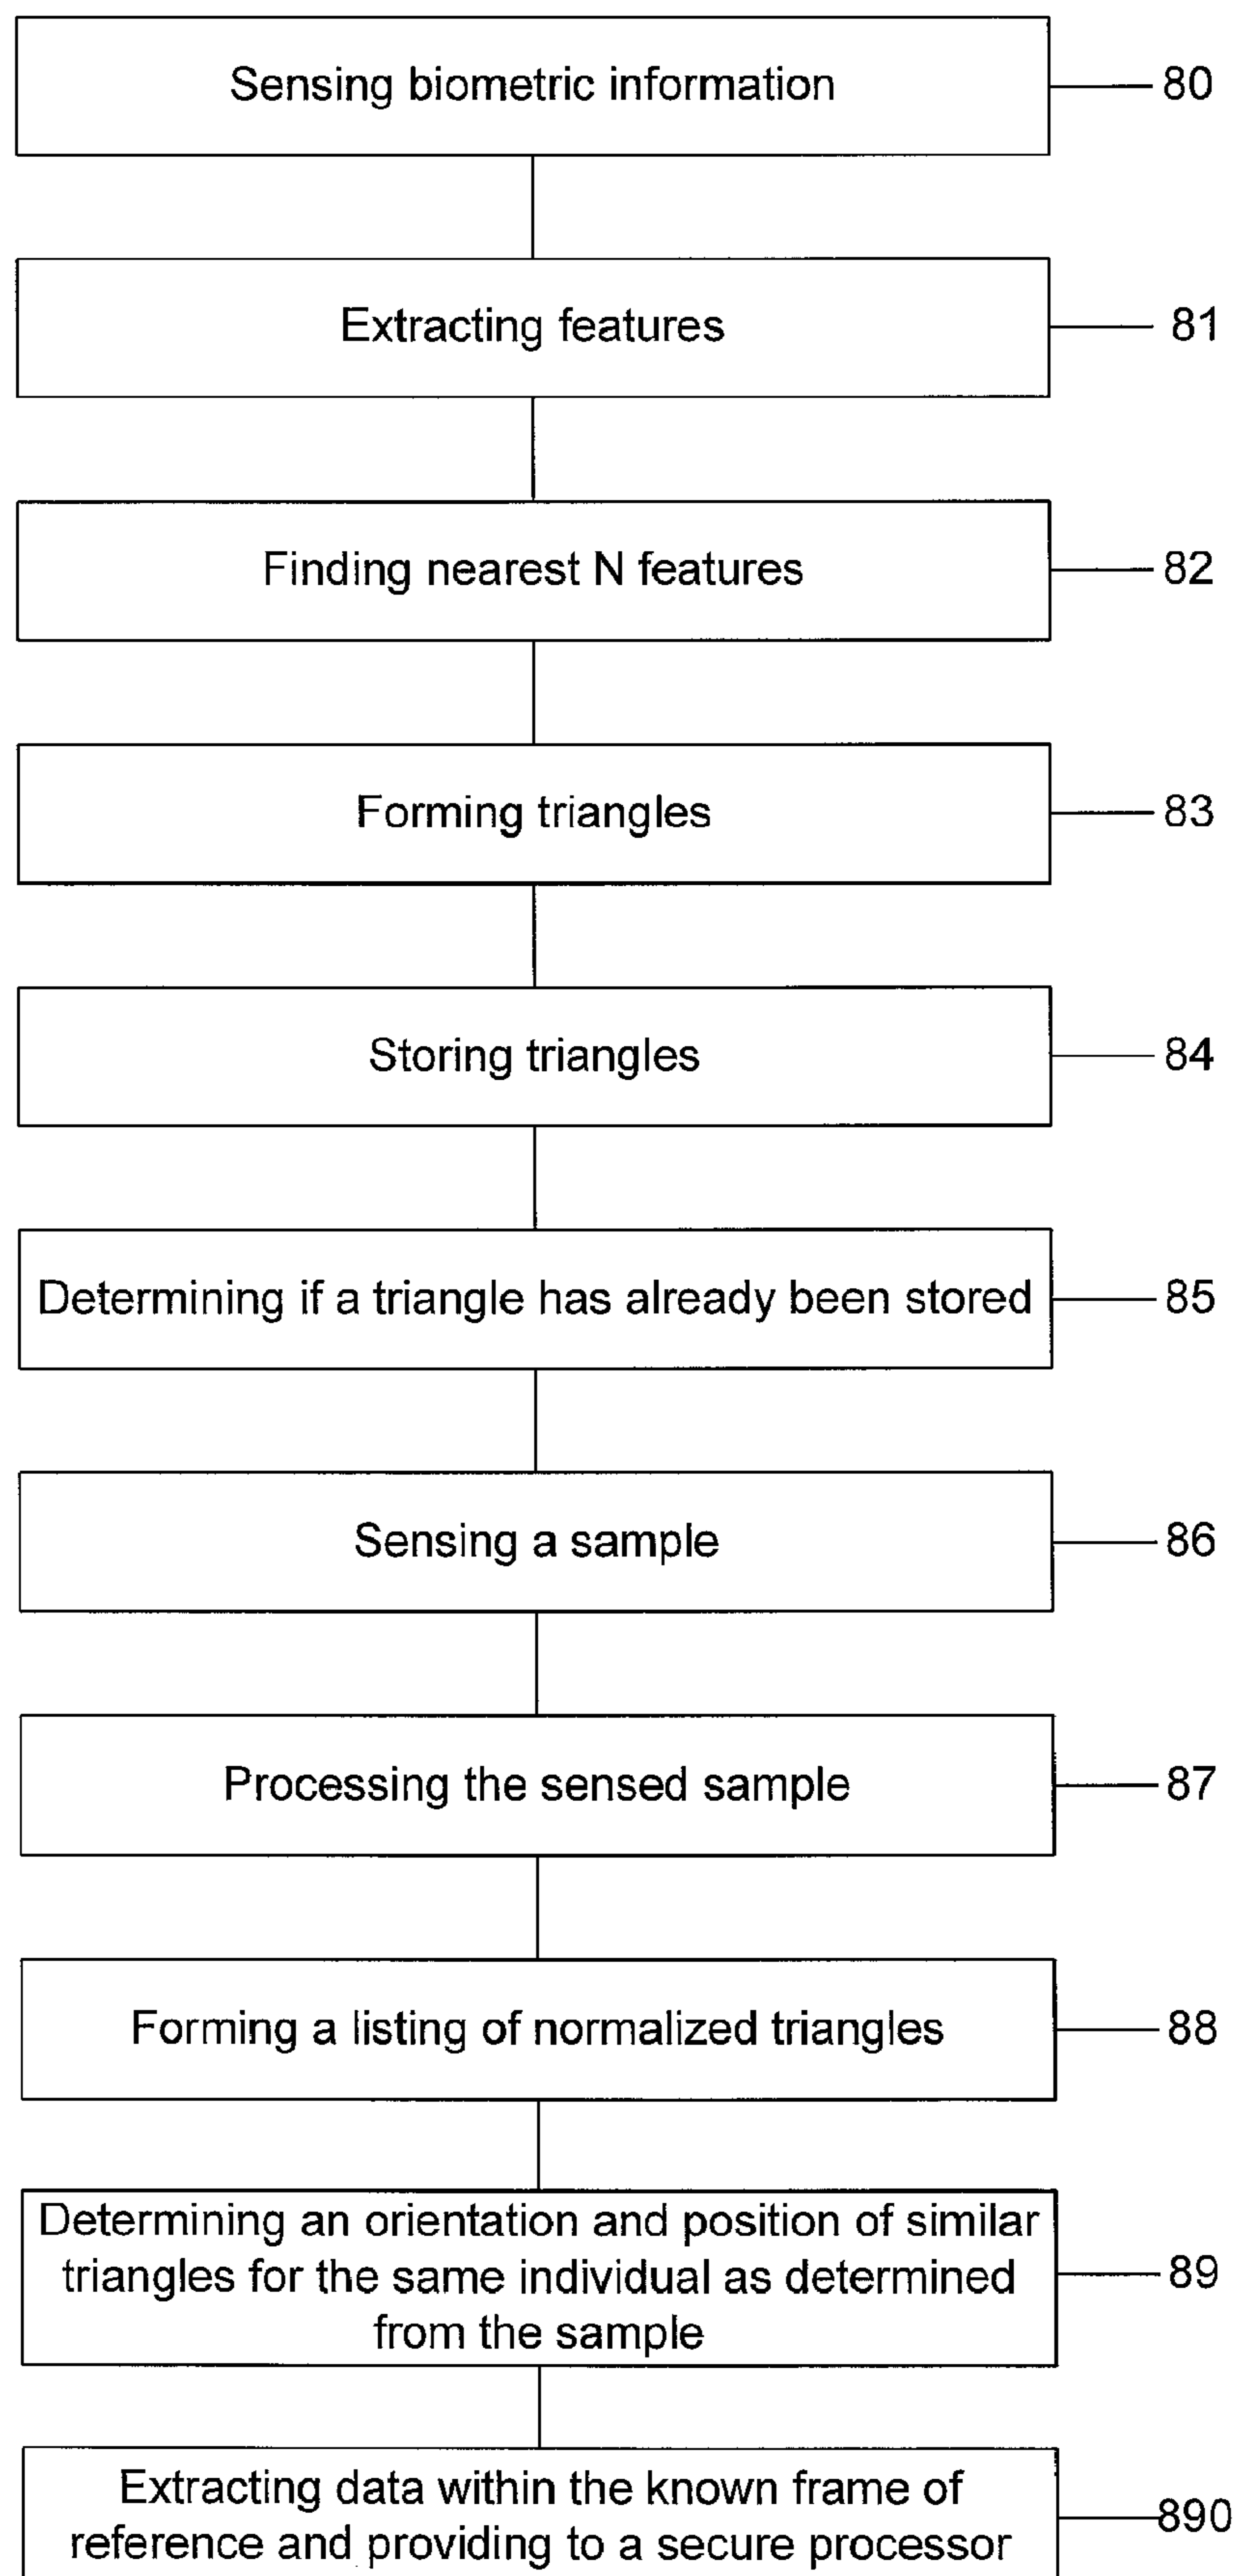 Sensing biometric information
80
Extracting features
81
Finding nearest N features
82
Forming triangles
83
Storing triangles
84
Determining if a triangle has already been stored
85
Sensing a sample
86
Processing the sensed sample
87
Forming a listing of normalized triangles
88
Determining an orientation and position of similar
triangles for the same individual as determined
from the sample
89
Extracting data within the known frame of
reference and providing to a secure processor
890